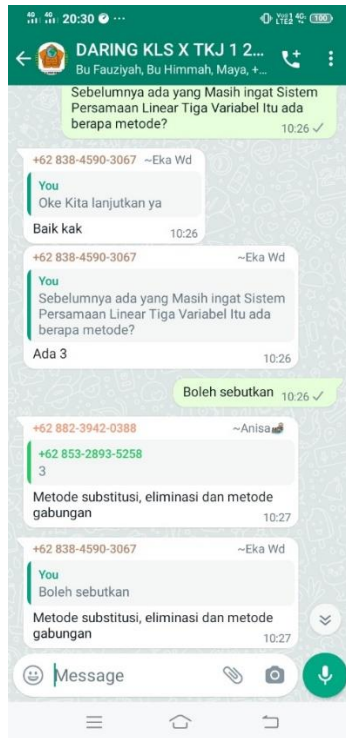 20:30
100
DARING KLS X TKJ 1 2...
Bu Fauziyah, Bu Himmah, Maya, +...
Sebelumnya ada yang Masih ingat Sistem
Persamaan Linear Tiga Variabel Itu ada
berapa metode?
10:26
+62 838-4590-3067 ~Eka Wd
You
Oke Kita lanjutkan ya
Baik kak
10:26
+62 838-4590-3067 ~Eka Wd
You
Sebelumnya ada yang Masih ingat Sistem
Persamaan Linear Tiga Variabel Itu ada
berapa metode?
Ada 3
10:26
Boleh sebutkan 10:26
+62 882-3942-0388 ~Anisa
+62 853-2893-5258
3
Metode substitusi, eliminasi dan metode
gabungan
10:27
+62 838-4590-3067 ~Eka Wd
You
Boleh sebutkan
Metode substitusi, eliminasi dan metode
gabungan
10:27
Message